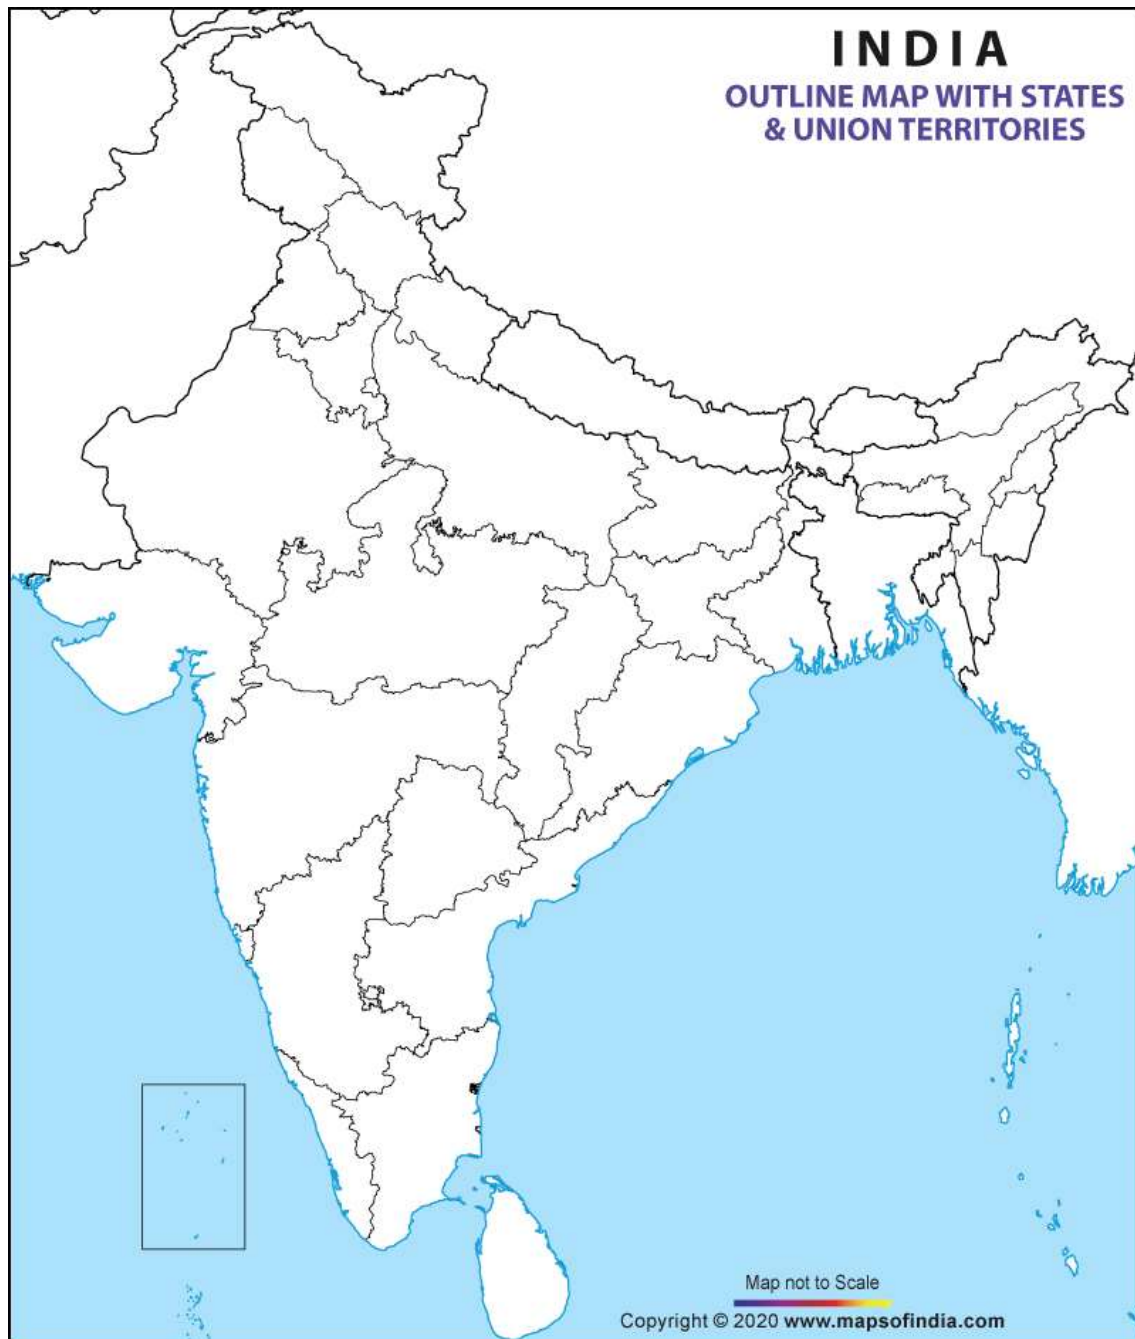 INDIA
OUTLINE MAP WITH STATES
& UNION TERRITORIES
Map not to Scale
Copyright © 2020 www.mapsofindia.com